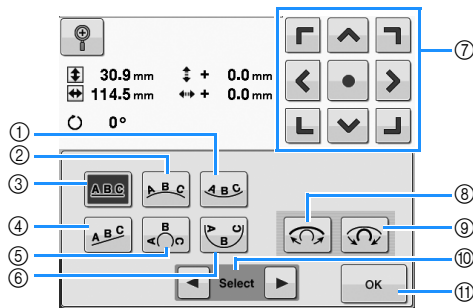 ⑦
30.9 mm + 0.0 mm
114.5 mm + 0.0 mm
0°
①
②
③ ABC ABC ABC
④ ABC ABC ABC
⑤
⑥
⑧
⑨
⑩
Select OK
⑪